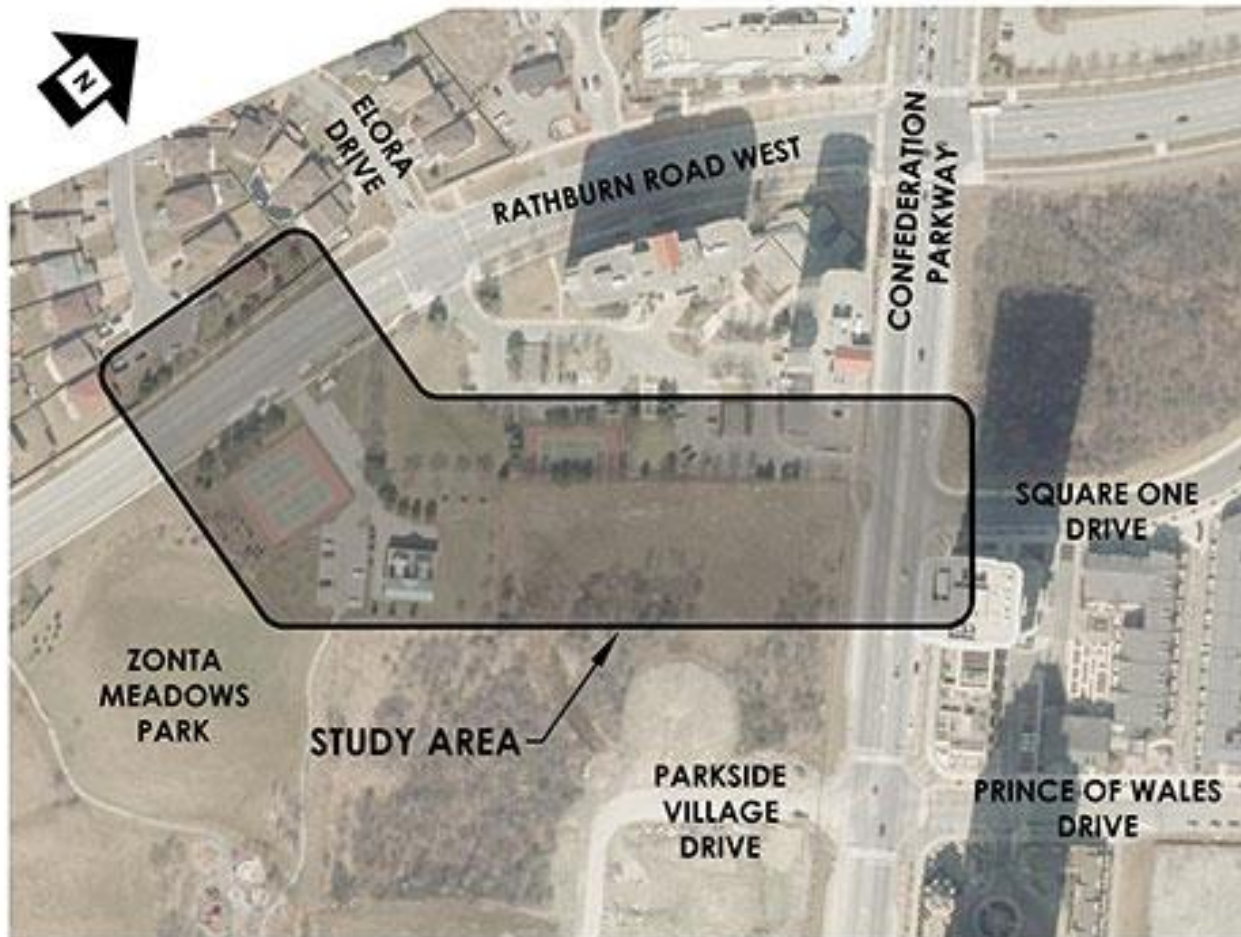 N
ELORA
DRIVE
RATHBURN ROAD WEST
CONFEDERATION
PARKWAY
SQUARE ONE
DRIVE
ZONTA
MEADOWS
PARK
STUDY AREA
PARKSIDE
VILLAGE
DRIVE
PRINCE OF WALES
DRIVE